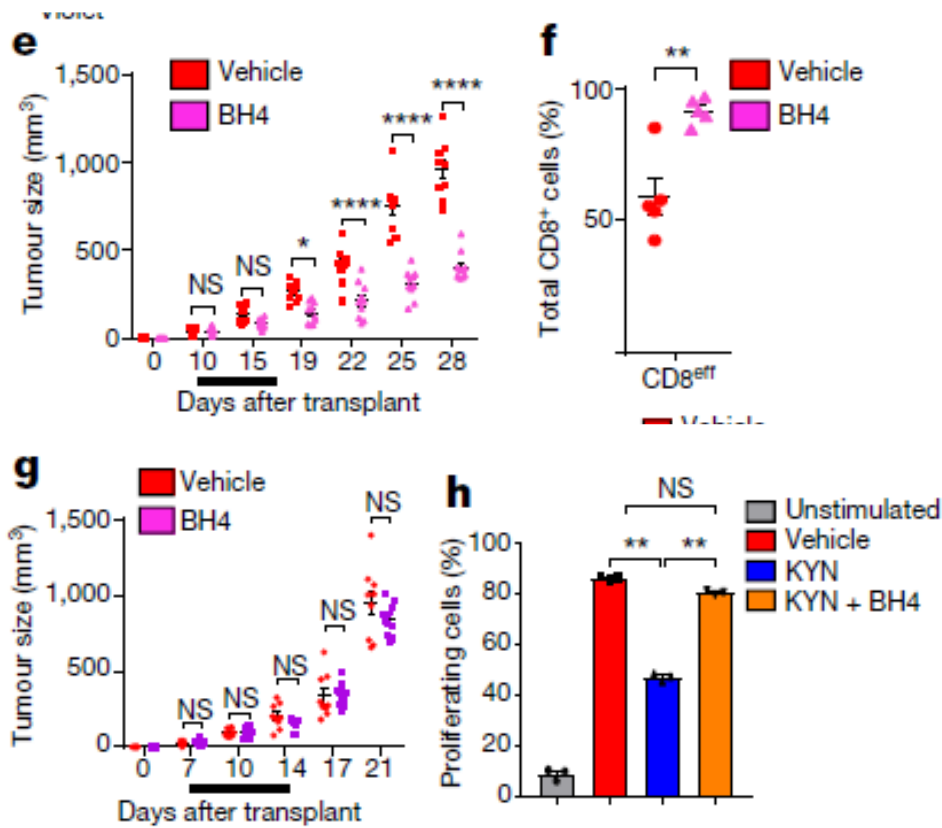 violet
e
Vehicle
BH4
Tumour size (mm³)
1,500
1,000
500
0
NS
NS
*
****
****
****
0 10 15 19 22 25 28
Days after transplant
f
**
Vehicle
BH4
Total CD8⁺ cells (%)
100
50
CD8ᵉᶠᶠ
Vehicle
g
Vehicle
BH4
Tumour size (mm³)
1,500
1,000
500
0
NS
NS
NS
NS
NS
0 7 10 14 17 21
Days after transplant
h
NS
** **
Unstimulated
Vehicle
KYN
KYN + BH4
Proliferating cells (%)
100
80
60
40
20
0